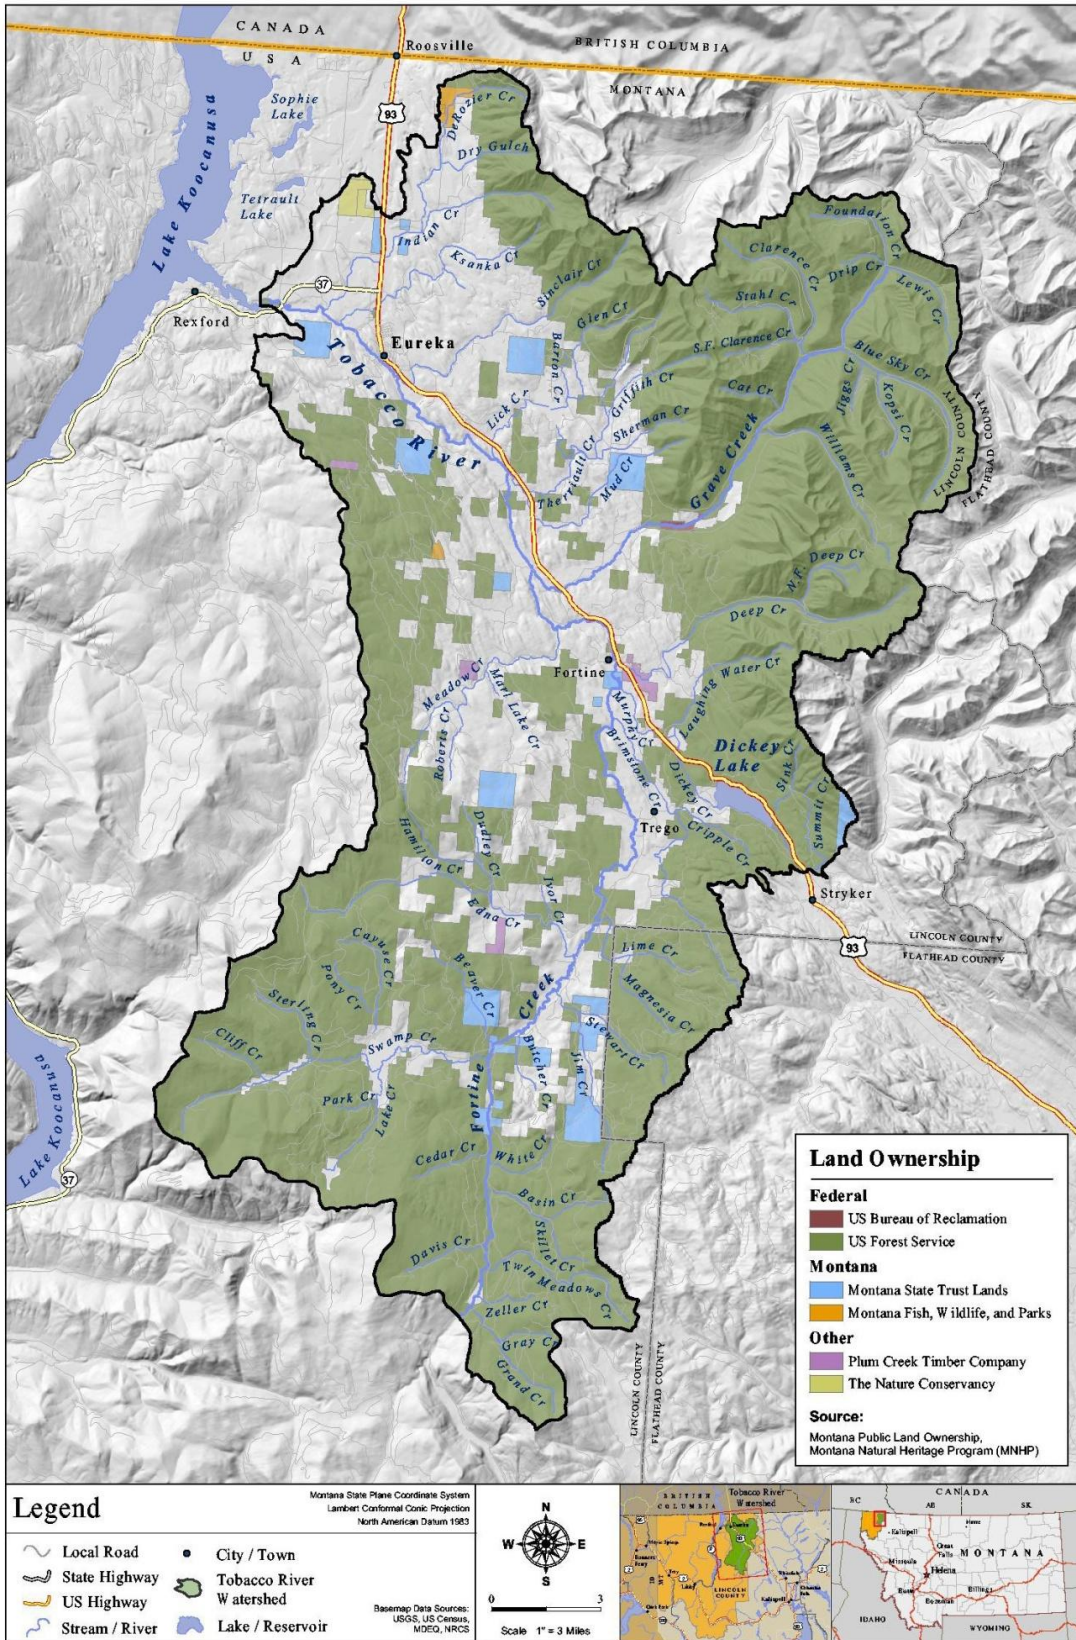 CANADA
USA
BRITISH COLUMBIA
MONTANA
Roosville
93
Sophie
Lake
DeRozier Cr
Dry Gulch
Lake Koocanusa
Tetrault
Lake
Indian Cr
Ksanka Cr
Sinclair Cr
Glen Cr
Foundation Cr
Clarence Cr
Drip Cr
Lewis Cr
Stahl Cr
S.F. Clarence Cr
Blue Sky Cr
37
Rexford
Eureka
Tobacco River
Barton Cr
Griffith Cr
Lick Cr
Sherman Cr
Cat Cr
Jiggs Cr
Kopsi Cr
LINCOLN COUNTY
FLATHEAD COUNTY
Therriault Cr
Mud Cr
Grave Creek
Williams Cr
N.F. Deep Cr
Deep Cr
Fortine
Meadow Cr
Marl Lake Cr
Roberts Cr
Murphy Cr
Brimstone Cr
Laughing Water Cr
Dickey
Lake
Dickey Cr
Sink Cr
Summit Cr
Trego
Cripple Cr
Stryker
Hamilton Cr
Dudley Cr
Ivor Cr
Edna Cr
LINCOLN COUNTY
FLATHEAD COUNTY
93
Cayuse Cr
Pony Cr
Beaver Cr
Lime Cr
Magnesia Cr
Sterling Cr
Cliff Cr
Swamp Cr
Fortine Creek
Stewart Cr
Butcher Cr
Jim Cr
Park Cr
Lake Cr
Cedar Cr
White Cr
Lake Koocanusa
37
Basin Cr
Skillet Cr
Davis Cr
Twin Meadows Cr
Zeller Cr
Gray Cr
Grand Cr
LINCOLN COUNTY
FLATHEAD COUNTY
Land Ownership
Federal
US Bureau of Reclamation
US Forest Service
Montana
Montana State Trust Lands
Montana Fish, Wildlife, and Parks
Other
Plum Creek Timber Company
The Nature Conservancy
Source:
Montana Public Land Ownership,
Montana Natural Heritage Program (MNHP)
Legend
Montana State Plane Coordinate System
Lambert Conformal Conic Projection
North American Datum 1983
Local Road
State Highway
US Highway
Stream / River
City / Town
Tobacco River
Watershed
Lake / Reservoir
Basemap Data Sources:
USGS, US Census,
MDEQ, NRCS
N
W E
S
0 3
Scale 1" = 3 Miles
BRITISH
COLUMBIA
Tobacco River
Watershed
LINCOLN
COUNTY
Kalispell
BC
CANADA
AB
SK
Kalispell
Great
Falls
Missoula
Helena
MONTANA
Butte
Bozeman
Billings
IDAHO
WYOMING